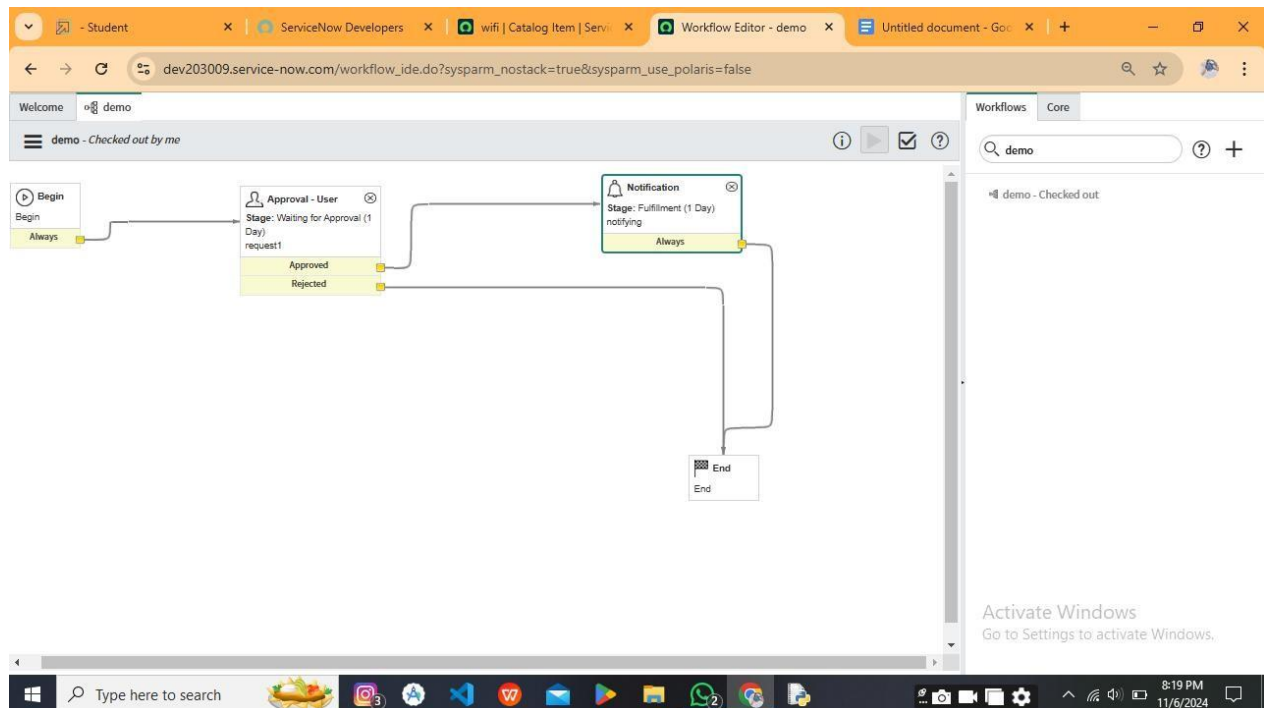 - Student
ServiceNow Developers
wifi | Catalog Item | Servi
Workflow Editor - demo
Untitled document - Goo
dev203009.service-now.com/workflow_ide.do?sysparm_nostack=true&sysparm_use_polaris=false
Welcome
demo
Workflows
Core
demo - Checked out by me
demo
demo - Checked out
Begin
Begin
Always
Approval - User
Stage: Waiting for Approval (1
Day)
request1
Approved
Rejected
Notification
Stage: Fulfillment (1 Day)
notifying
Always
End
End
Activate Windows
Go to Settings to activate Windows.
Type here to search
3
2
8:19 PM
11/6/2024